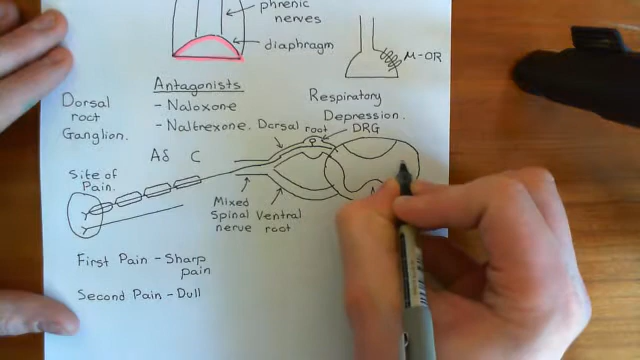 phrenic
nerves
diaphragm
M-OR
Antagonists
- Naloxone
- Naltrexone.
Respiratory
Depression.
Dorsal
root
Ganglion.
Dorsal root
DRG
Aδ C
Site of
Pain.
Mixed
Spinal
nerve
Ventral
root
First Pain - Sharp
pain
Second Pain - Dull